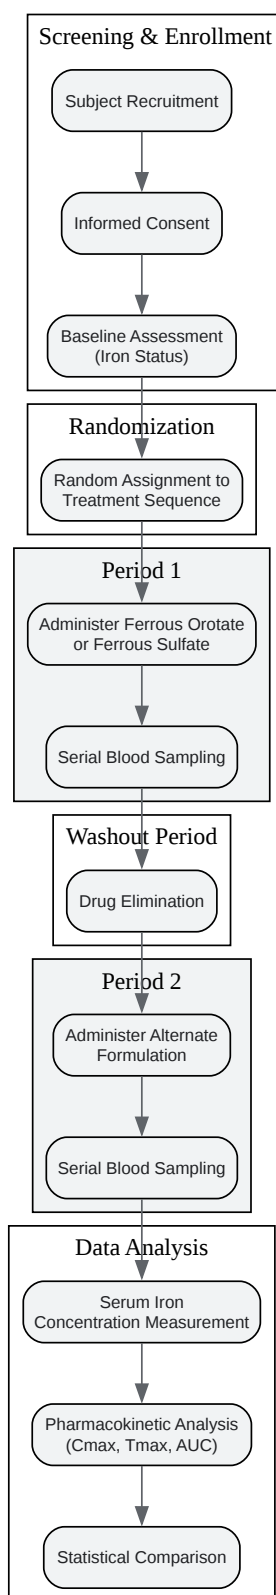 Screening & Enrollment
Subject Recruitment
Informed Consent
Baseline Assessment
(Iron Status)
Randomization
Random Assignment to
Treatment Sequence
Period 1
Administer Ferrous Orotate
or Ferrous Sulfate
Serial Blood Sampling
Washout Period
Drug Elimination
Period 2
Administer Alternate
Formulation
Serial Blood Sampling
Data Analysis
Serum Iron
Concentration Measurement
Pharmacokinetic Analysis
(Cmax, Tmax, AUC)
Statistical Comparison